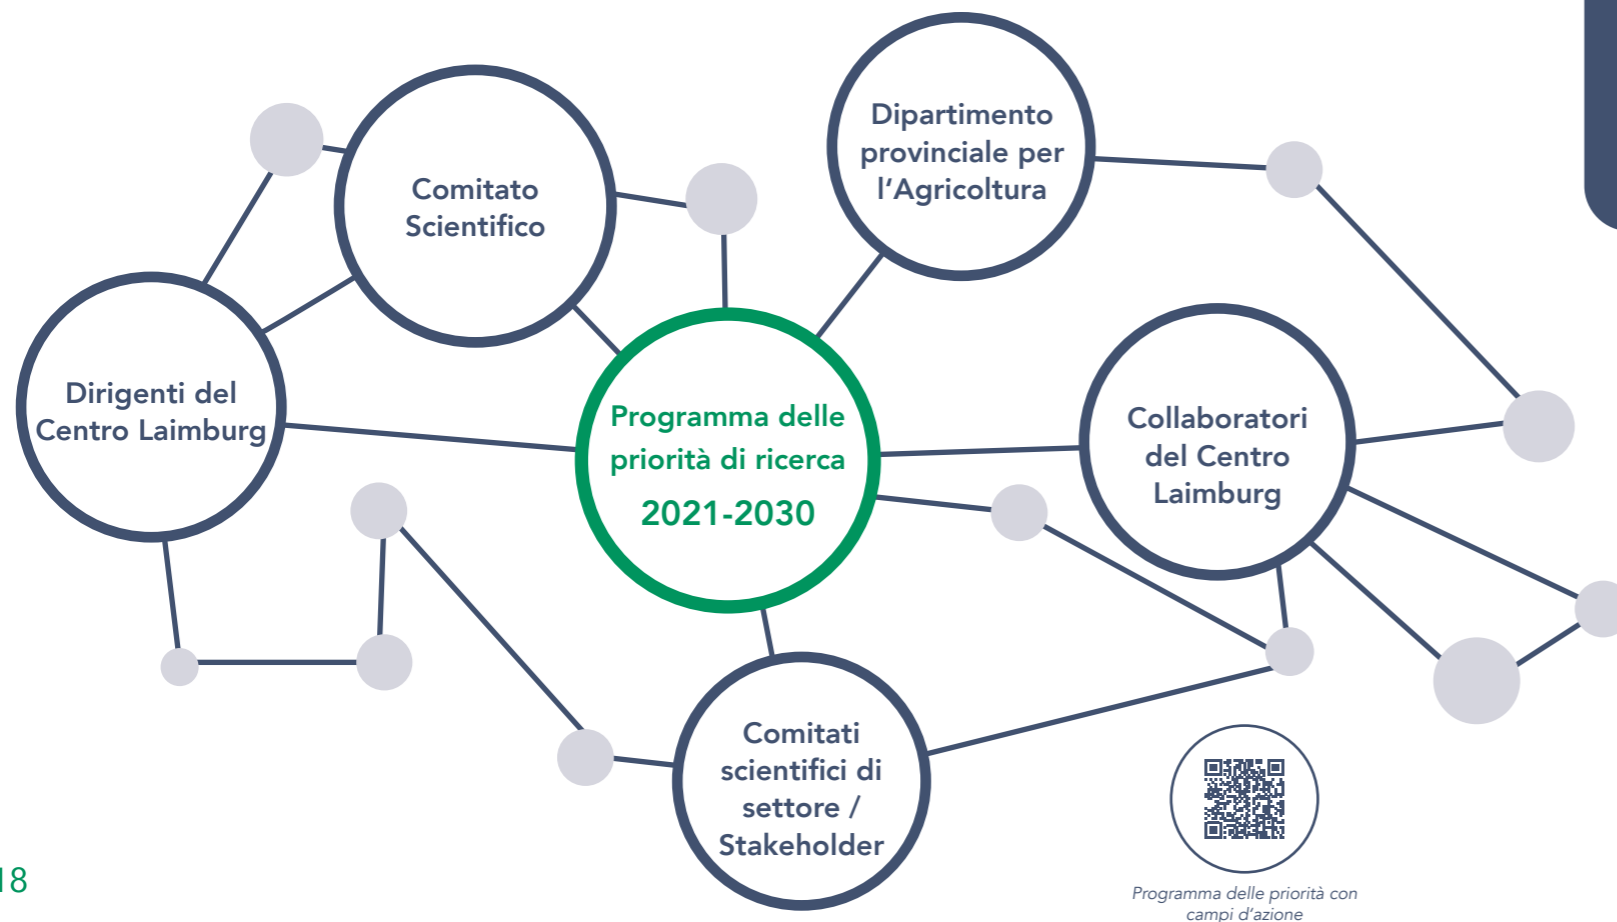 Dipartimento
provinciale per
l‘Agricoltura
Comitato
Scientifico
Dirigenti del
Centro Laimburg
Programma delle
priorità di ricerca
2021-2030
Collaboratori
del Centro
Laimburg
Comitati
scientifici di
settore /
Stakeholder
Programma delle priorità con
campi d'azione
18